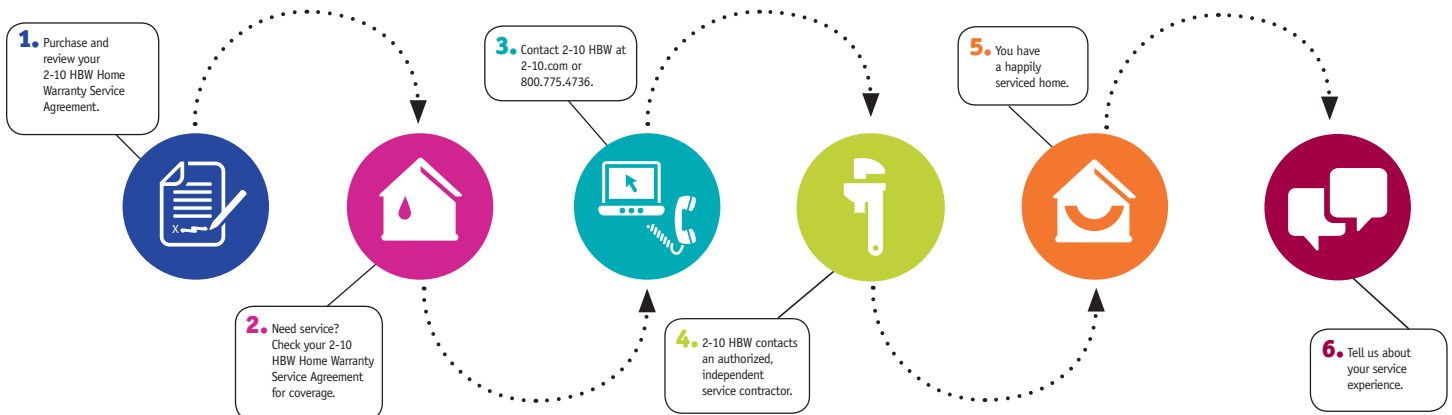 1. Purchase and
review your
2-10 HBW Home
Warranty Service
Agreement.
2. Need service?
Check your 2-10
HBW Home Warranty
Service Agreement
for coverage.
3. Contact 2-10 HBW at
2-10.com or
800.775.4736.
4. 2-10 HBW contacts
an authorized,
independent
service contractor.
5. You have
a happily
serviced home.
6. Tell us about
your service
experience.
X